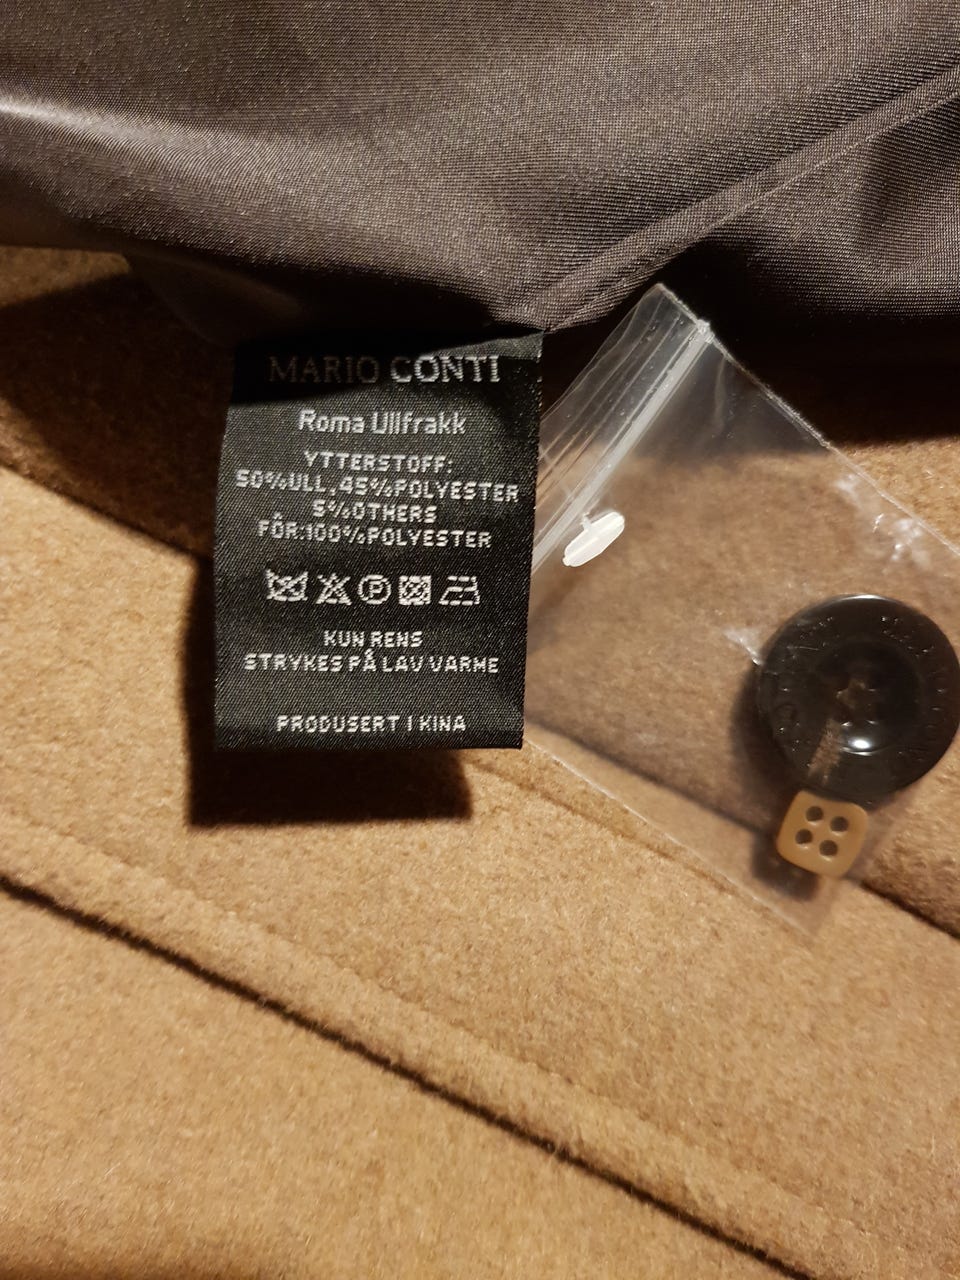 MARIO CONTI
Roma Ullfrakk
YTTERSTOFF:
50%ULL,45%POLYESTER
5%OTHERS
FÔR:100%POLYESTER
P
KUN RENS
STRYKES PÅ LAV VARME
PRODUSERT I KINA